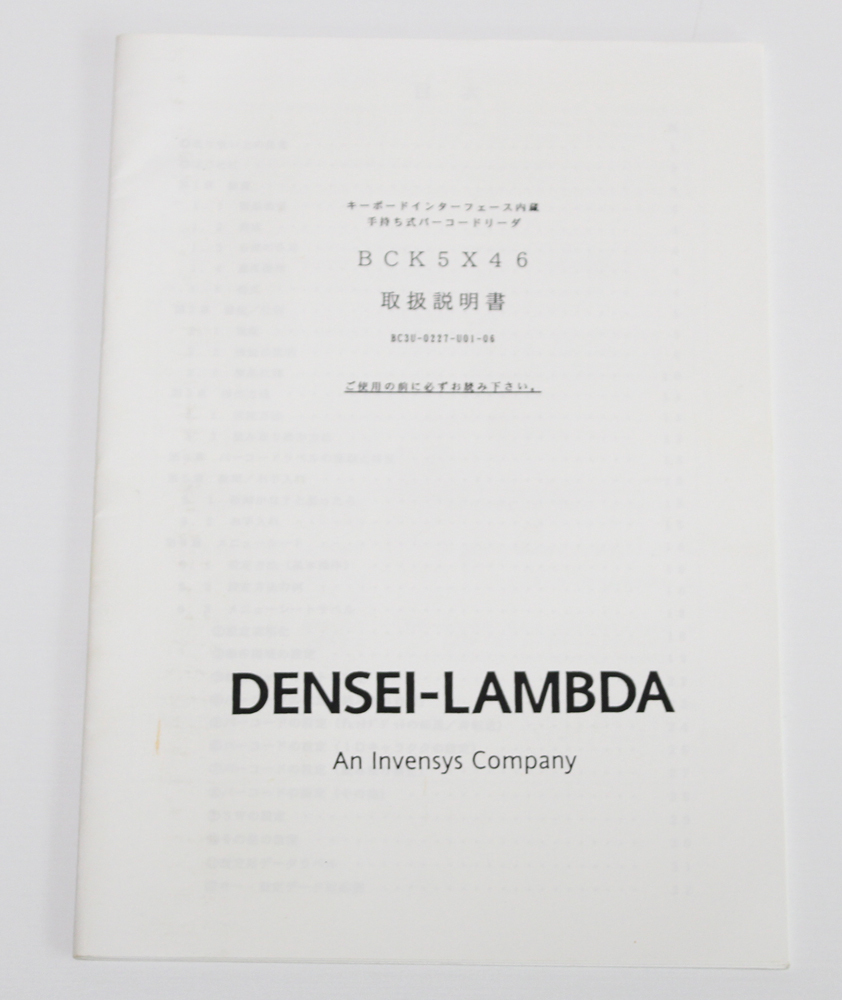 キーボードインターフェース内蔵
手持ち式バーコードリーダ
BCK5X46
取扱説明書
BC3U-0227-001-06
ご使用の前に必ずお読み下さい。
DENSEI-LAMBDA
An Invensys Company